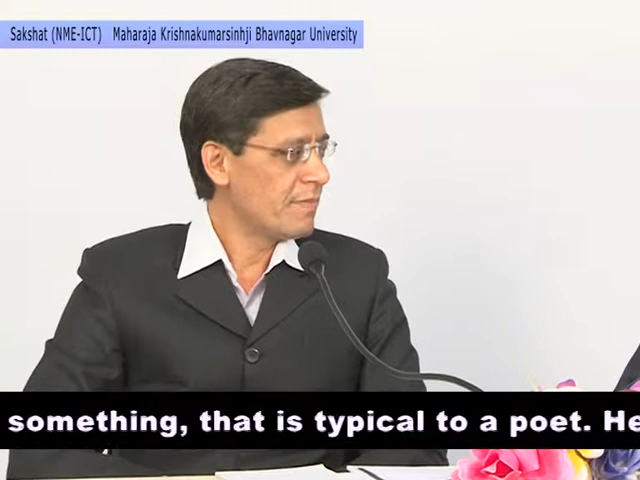 Sakshat (NME-ICT) Maharaja Krishnakumarsinhji Bhavnagar University
something, that is typical to a poet. He